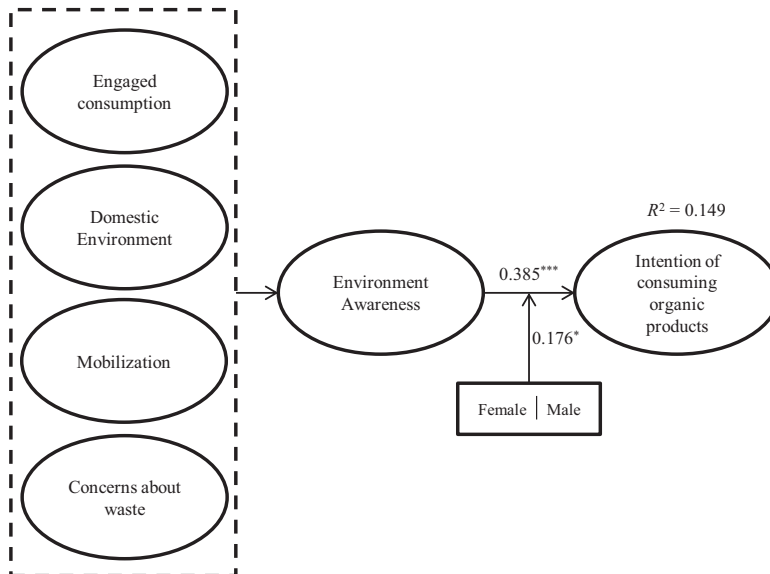 Engaged
consumption
Domestic
Environment
Mobilization
Concerns about
waste
Environment
Awareness
0.385***
0.176*
Female | Male
R² = 0.149
Intention of
consuming
organic
products